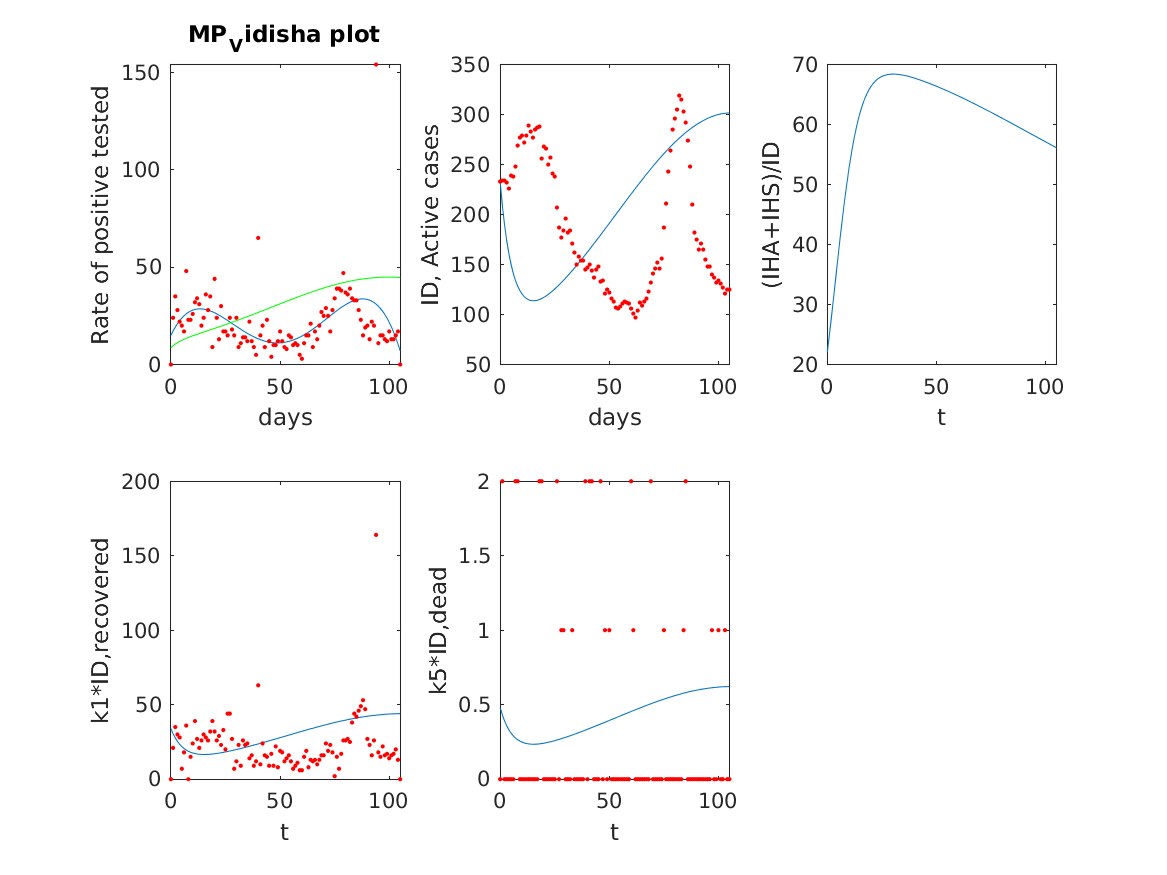 MP_Vidisha plot
150
100
50
0
0 50 100
days
Rate of positive tested
350
300
250
200
150
100
50
0 50 100
days
ID, Active cases
70
60
50
40
30
20
0 50 100
t
(IHA+IHS)/ID
200
150
100
50
0
0 50 100
t
k1*ID,recovered
2
1.5
1
0.5
0
0 50 100
t
k5*ID,dead